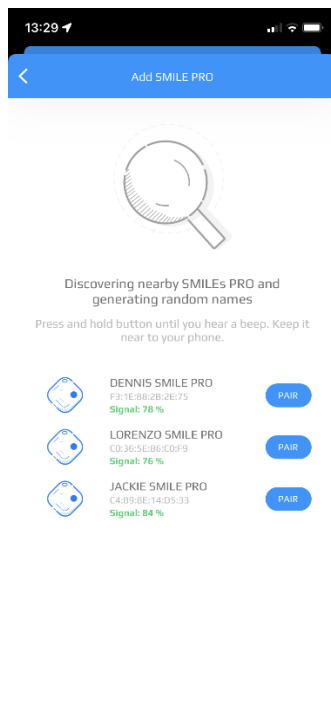 13:29
Add SMILE PRO
Discovering nearby SMILEs PRO and
generating random names
Press and hold button until you hear a beep. Keep it
near to your phone.
DENNIS SMILE PRO
F3:1E:88:2B:2E:75
Signal: 78 %
PAIR
LORENZO SMILE PRO
C0:36:5E:B6:C0:F9
Signal: 76 %
PAIR
JACKIE SMILE PRO
C4:B9:8E:14:D5:33
Signal: 84 %
PAIR